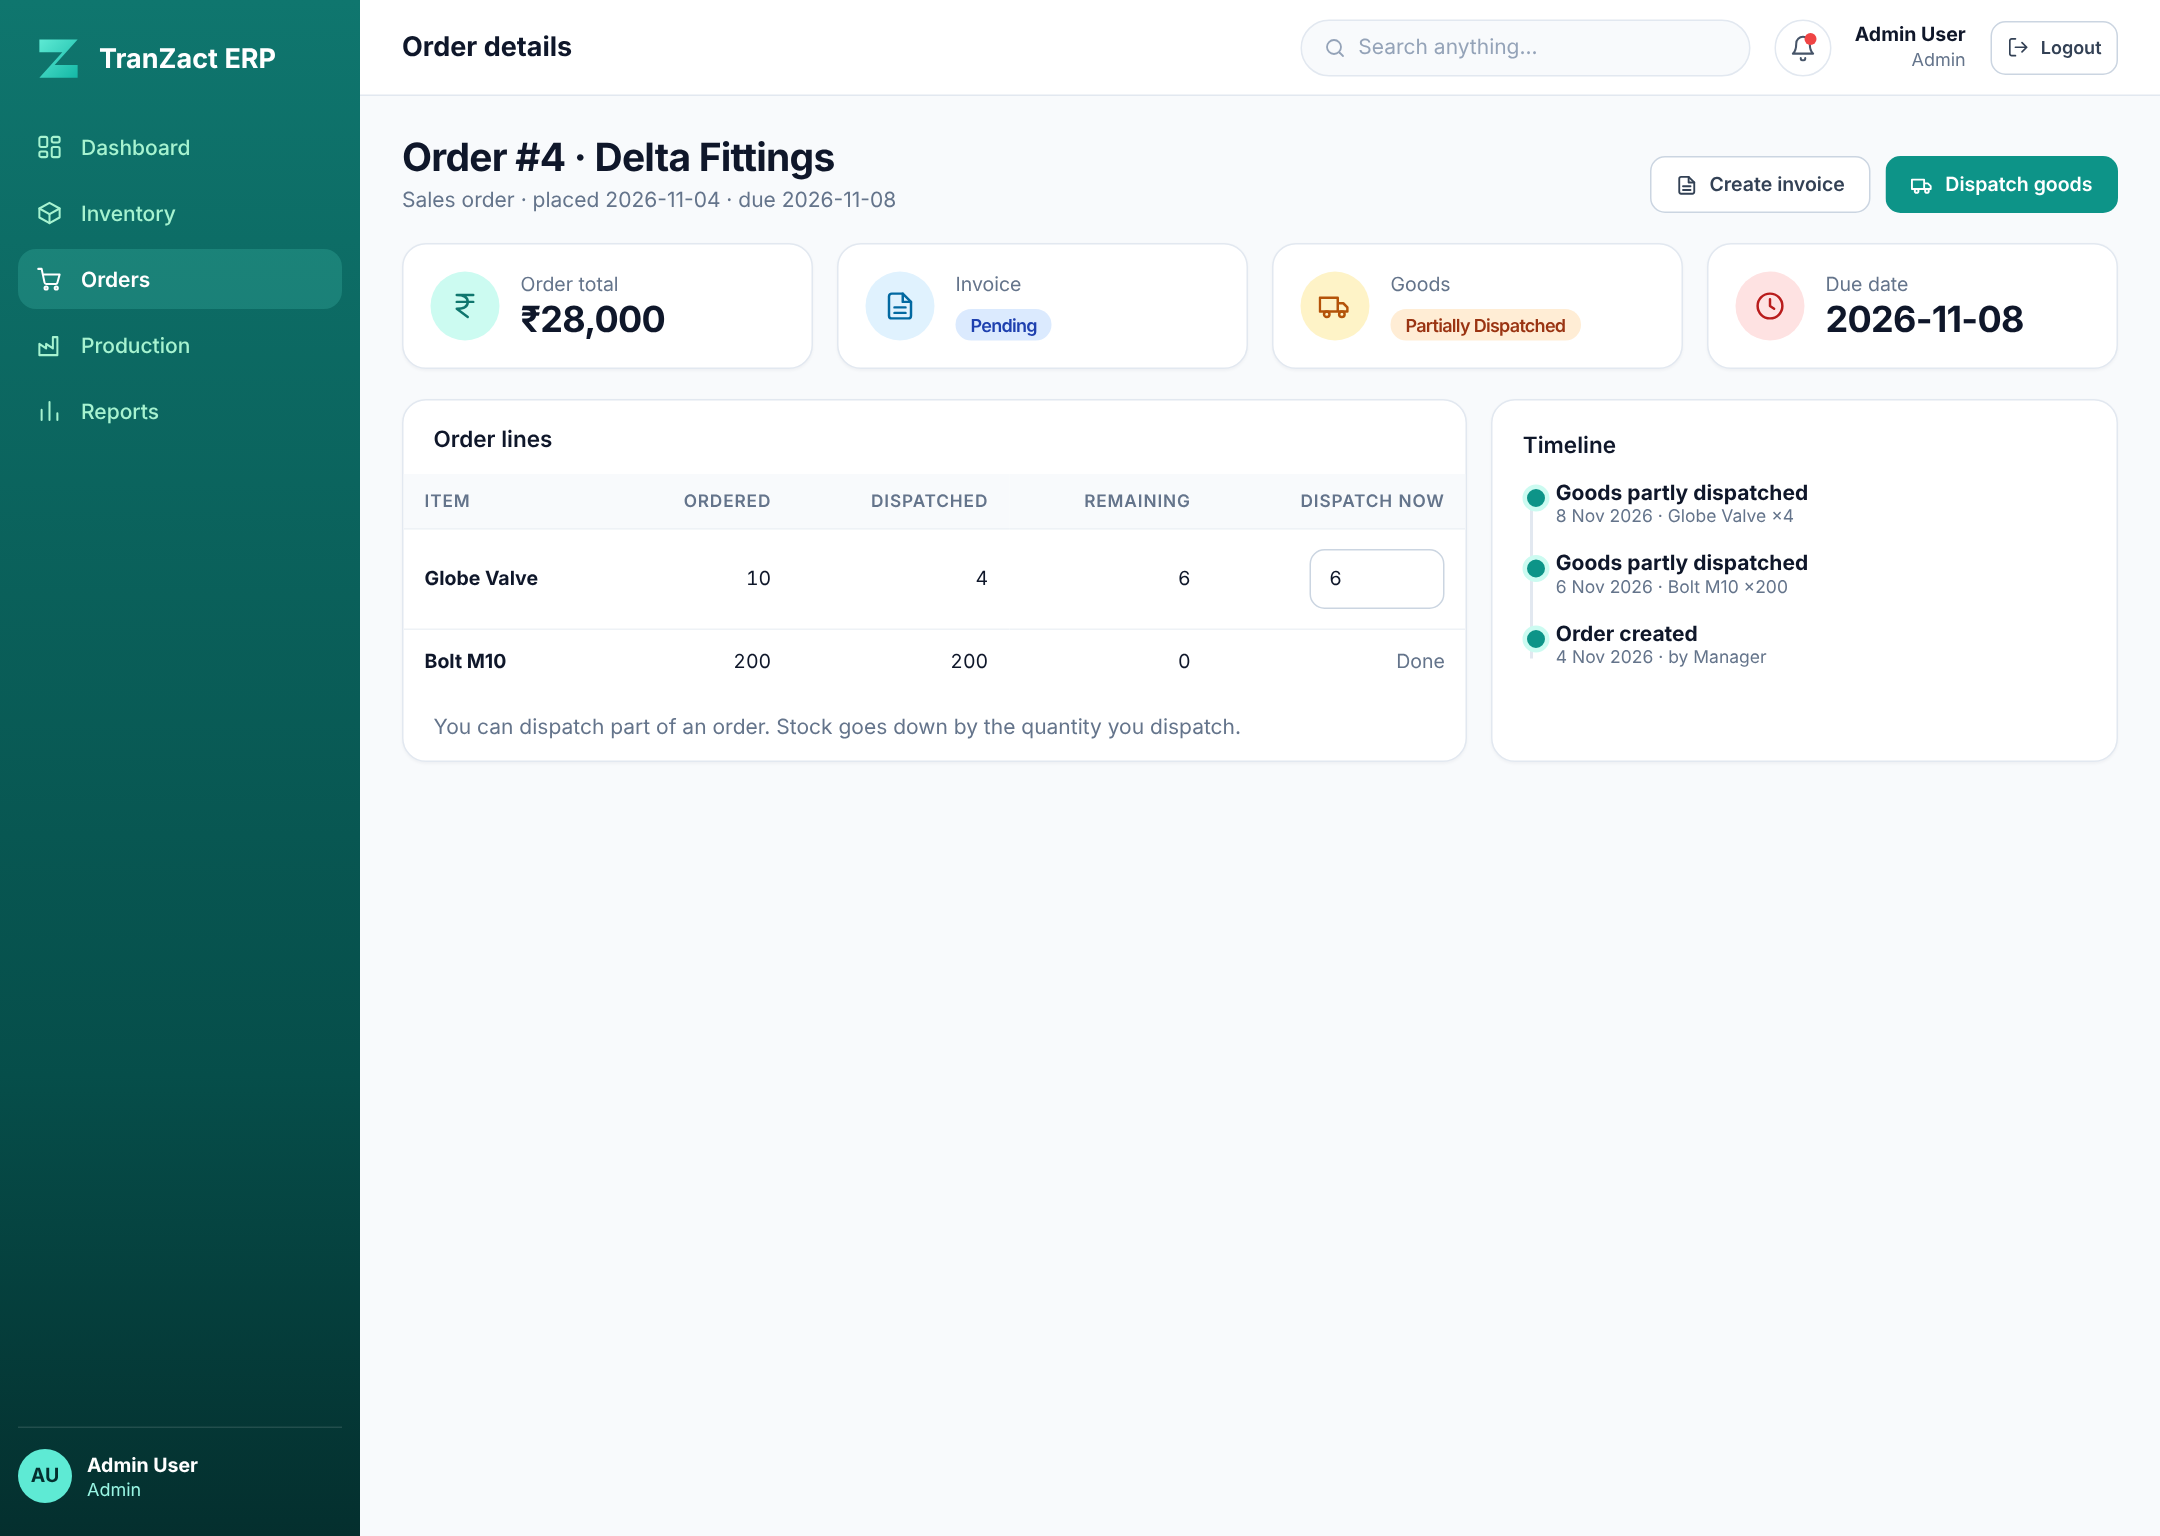 TranZact ERP
Dashboard
Inventory
Orders
Production
Reports
AU
Admin User
Admin
Order details
Search anything...
Admin User
Admin
Logout
Order #4 · Delta Fittings
Sales order · placed 2026-11-04 · due 2026-11-08
Create invoice
Dispatch goods
Order total
₹28,000
Invoice
Pending
Goods
Partially Dispatched
Due date
2026-11-08
Order lines
ITEM ORDERED DISPATCHED REMAINING DISPATCH NOW
Globe Valve 10 4 6 6
Bolt M10 200 200 0 Done
You can dispatch part of an order. Stock goes down by the quantity you dispatch.
Timeline
Goods partly dispatched
8 Nov 2026 · Globe Valve ×4
Goods partly dispatched
6 Nov 2026 · Bolt M10 ×200
Order created
4 Nov 2026 · by Manager